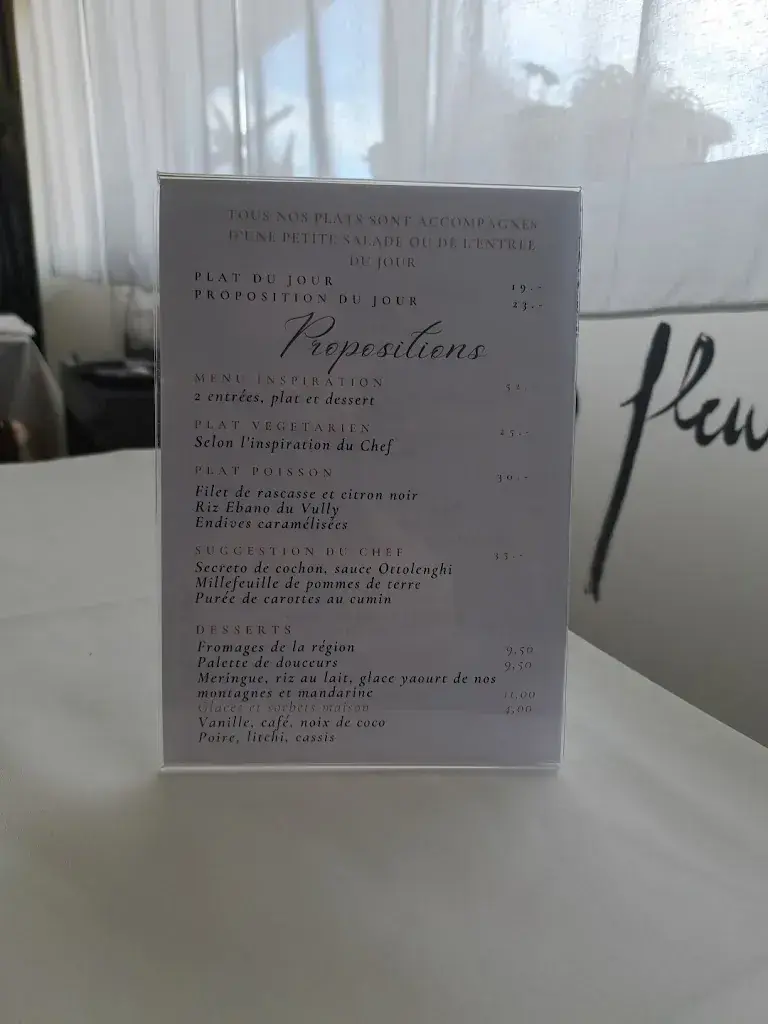 TOUS NOS PLATS SONT ACCOMPAGNES
D'UNE PETITE SALADE OU DE L'ENTREE
DU JOUR
PLAT DU JOUR 19.-
PROPOSITION DU JOUR 23.-
Propositions
MENU INSPIRATION 52.
2 entrées, plat et dessert
PLAT VEGETARIEN 25.-
Selon l'inspiration du Chef
PLAT POISSON 30.-
Filet de rascasse et citron noir
Riz Ebano du Vully
Endives caramélisées
SUGGESTION DU CHEF
Secreto de cochon, sauce Ottolenghi
Millefeuille de pommes de terre
Purée de carottes au cumin
DESSERTS
Fromages de la région 9,50
Palette de douceurs 9,50
Meringue, riz au lait, glace yaourt de nos
montagnes et mandarine 11,00
Glaces et sorbets maison 4,00
Vanille, café, noix de coco
Poire, litchi, cassis
fleu